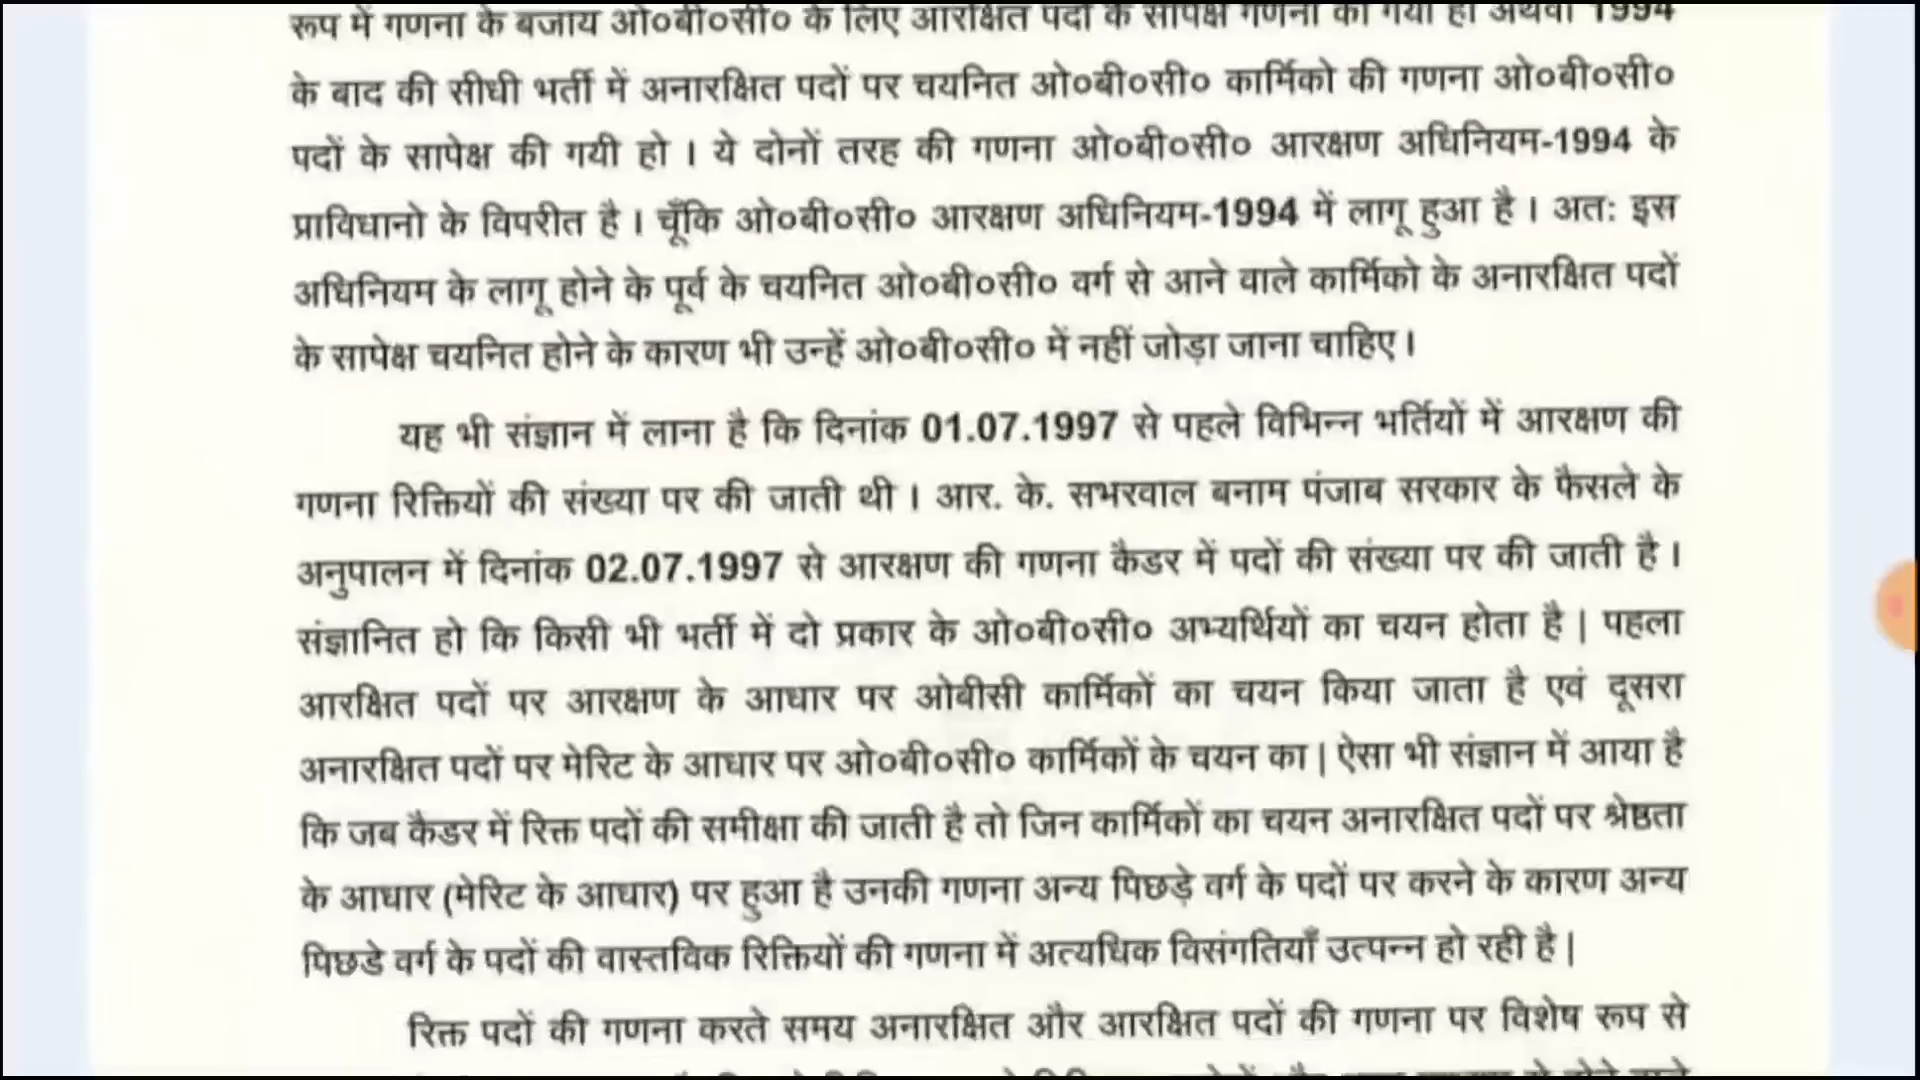 रूप में गणना के बजाय ओ०बी०सी० के लिए आरक्षित पदों के सापेक्ष गणना की गयी हो अथवा 1994
के बाद की सीधी भर्ती में अनारक्षित पदों पर चयनित ओ०बी०सी० कार्मिको की गणना ओ०बी०सी०
पदों के सापेक्ष की गयी हो । ये दोनों तरह की गणना ओ०बी०सी० आरक्षण अधिनियम-1994 के
प्राविधानो के विपरीत है । चूँकि ओ०बी०सी० आरक्षण अधिनियम-1994 में लागू हुआ है । अत: इस
अधिनियम के लागू होने के पूर्व के चयनित ओ०बी०सी० वर्ग से आने वाले कार्मिको के अनारक्षित पदों
के सापेक्ष चयनित होने के कारण भी उन्हें ओ०बी०सी० में नहीं जोड़ा जाना चाहिए ।
यह भी संज्ञान में लाना है कि दिनांक 01.07.1997 से पहले विभिन्न भर्तियों में आरक्षण की
गणना रिक्तियों की संख्या पर की जाती थी । आर. के. सभरवाल बनाम पंजाब सरकार के फैसले के
अनुपालन में दिनांक 02.07.1997 से आरक्षण की गणना कैडर में पदों की संख्या पर की जाती है ।
संज्ञानित हो कि किसी भी भर्ती में दो प्रकार के ओ०बी०सी० अभ्यर्थियों का चयन होता है | पहला
आरक्षित पदों पर आरक्षण के आधार पर ओबीसी कार्मिकों का चयन किया जाता है एवं दूसरा
अनारक्षित पदों पर मेरिट के आधार पर ओ०बी०सी० कार्मिकों के चयन का | ऐसा भी संज्ञान में आया है
कि जब कैडर में रिक्त पदों की समीक्षा की जाती है तो जिन कार्मिकों का चयन अनारक्षित पदों पर श्रेष्ठता
के आधार (मेरिट के आधार) पर हुआ है उनकी गणना अन्य पिछड़े वर्ग के पदों पर करने के कारण अन्य
पिछडे वर्ग के पदों की वास्तविक रिक्तियों की गणना में अत्यधिक विसंगतियाँ उत्पन्न हो रही है |
रिक्त पदों की गणना करते समय अनारक्षित और आरक्षित पदों की गणना पर विशेष रूप से